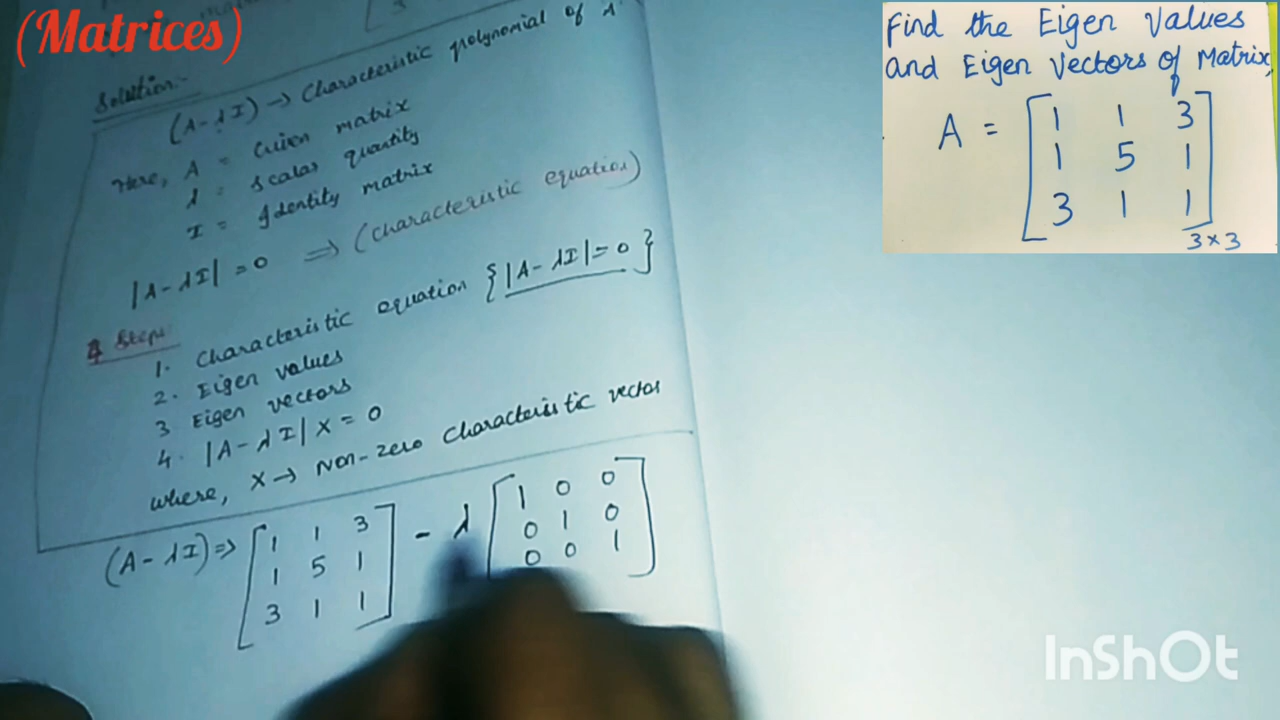 (Matrices)
Solution:-
(A-λI) → Characteristic polynomial of A
Here, A = Given matrix
λ = Scalar quantity
I = Identity matrix
|A-λI| = 0 ⇒ (characteristic equation)
4 Steps:
1. Characteristic equation {|A-λI|=0}
2. Eigen values
3 Eigen vectors
4. |A-λI| X = 0
where, X → Non-zero characteristic vector
(A-λI) ⇒ [1 1 3] - λ [1 0 0]
1 5 1 0 1 0
3 1 1 0 0 1
Find the Eigen Values
and Eigen Vectors of Matrix,
A = [1 1 3]
1 5 1
3 1 1
3×3
InShOt